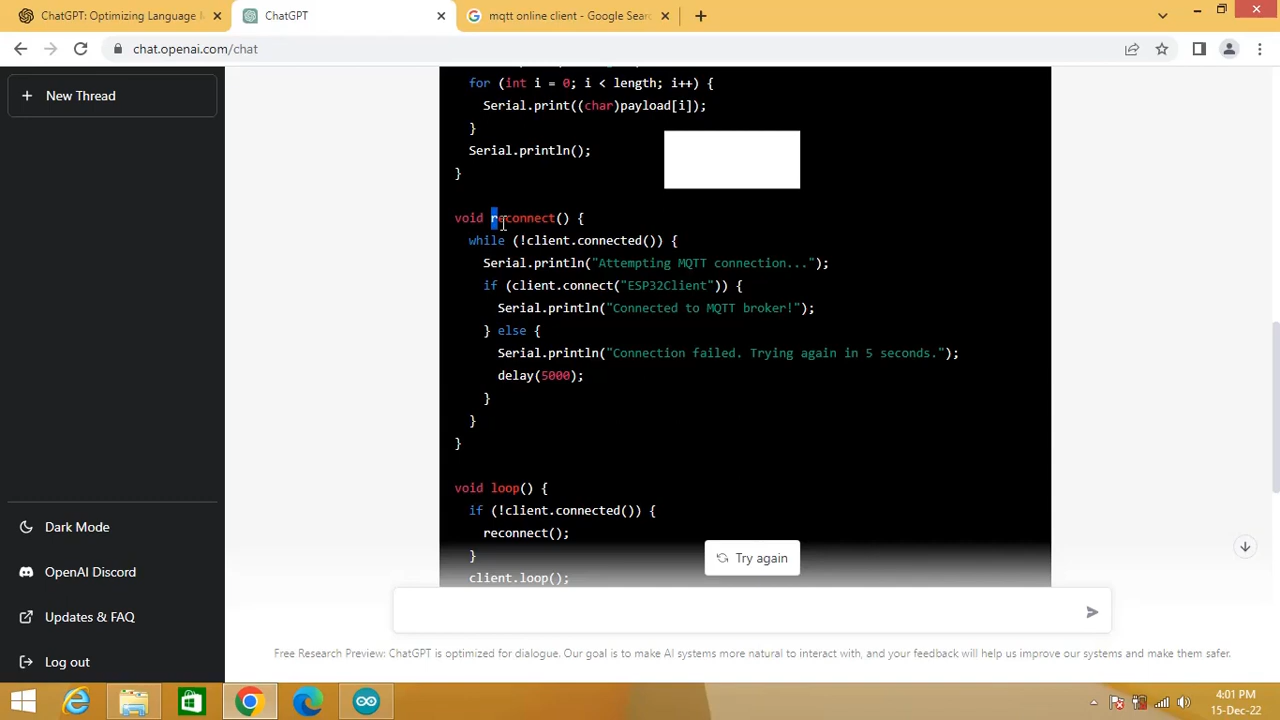 ChatGPT: Optimizing Language M
ChatGPT
mqtt online client - Google Searc
chat.openai.com/chat
New Thread
for (int i = 0; i < length; i++) {
Serial.print((char)payload[i]);
}
Serial.println();
}
void reconnect() {
while (!client.connected()) {
Serial.println("Attempting MQTT connection...");
if (client.connect("ESP32Client")) {
Serial.println("Connected to MQTT broker!");
} else {
Serial.println("Connection failed. Trying again in 5 seconds.");
delay(5000);
}
}
}
void loop() {
if (!client.connected()) {
reconnect();
}
client.loop();
Try again
Dark Mode
OpenAI Discord
Updates & FAQ
Log out
Free Research Preview: ChatGPT is optimized for dialogue. Our goal is to make AI systems more natural to interact with, and your feedback will help us improve our systems and make them safer.
4:01 PM
15-Dec-22